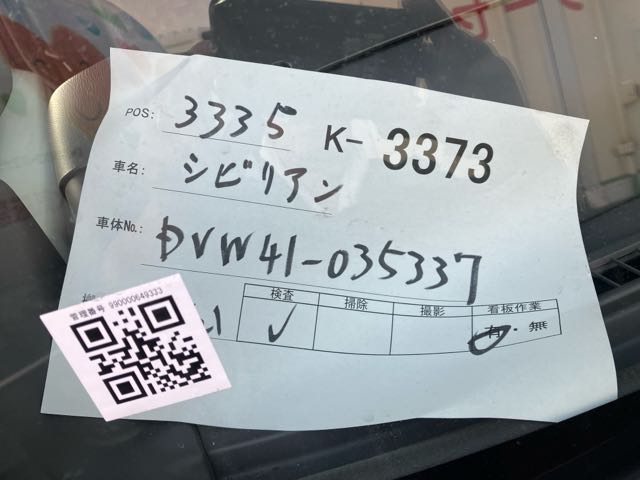 POS: 3335 K-3373
車名: シビリアン
車体No.: DVW41-035337
検査 掃除 撮影 看板作業
✓ 有・無
管理番号 990000649333